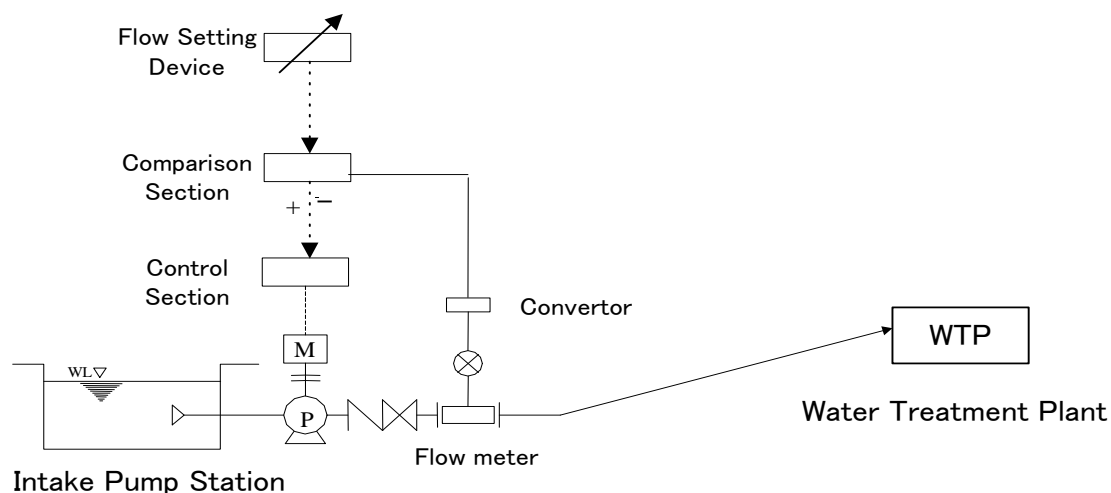 Flow Setting
Device
Comparison
Section
+ -
Control
Section
Convertor
M
WTP
WL
P
Water Treatment Plant
Flow meter
Intake Pump Station